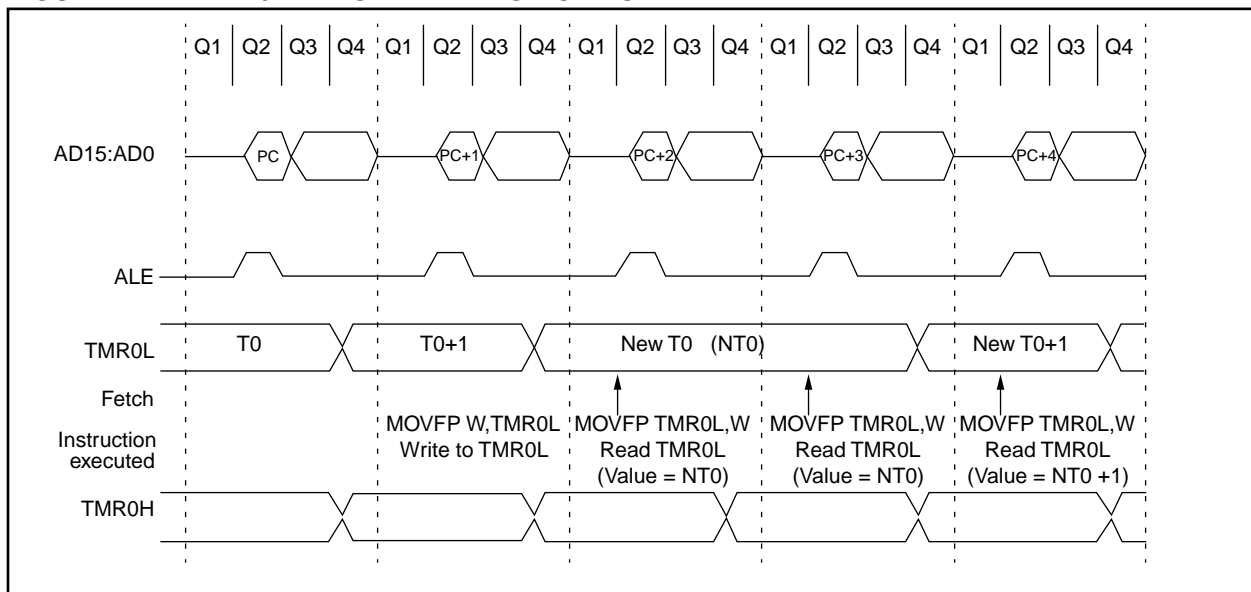 Q1 Q2 Q3 Q4 Q1 Q2 Q3 Q4 Q1 Q2 Q3 Q4 Q1 Q2 Q3 Q4 Q1 Q2 Q3 Q4
AD15:AD0 PC PC+1 PC+2 PC+3 PC+4
ALE
TMR0L T0 T0+1 New T0 (NT0) New T0+1
Fetch
MOVFP W,TMR0L MOVFP TMR0L,W MOVFP TMR0L,W MOVFP TMR0L,W
Instruction Write to TMR0L Read TMR0L Read TMR0L Read TMR0L
executed
(Value = NT0) (Value = NT0) (Value = NT0 +1)
TMR0H